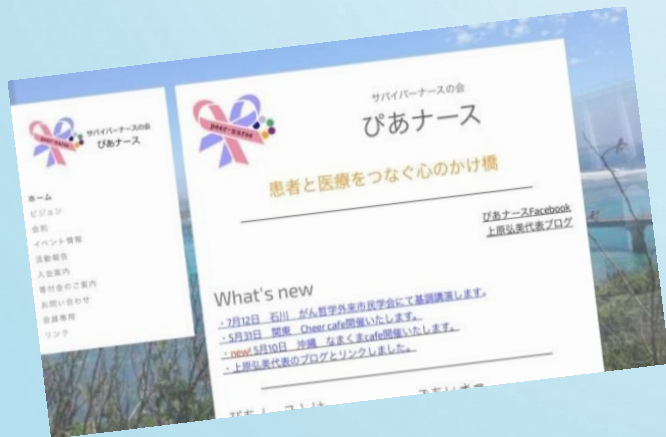 peer-nurse
サバイバーナースの会
ぴあナース
ホーム
ビジョン
会則
イベント情報
活動報告
入会案内
寄付金のご案内
お問い合わせ
会員専用
リンク
peer-nurse
サバイバーナースの会
ぴあナース
患者と医療をつなぐ心のかけ橋
ぴあナースFacebook
上原弘美代表ブログ
What's new
・7月12日 石川 がん哲学外来市民学会にて基調講演します。
・5月31日 関東 Cheer cafe開催いたします。
・new! 5月10日 沖縄 なまくまcafe開催いたします。
・上原弘美代表のブログとリンクしました。